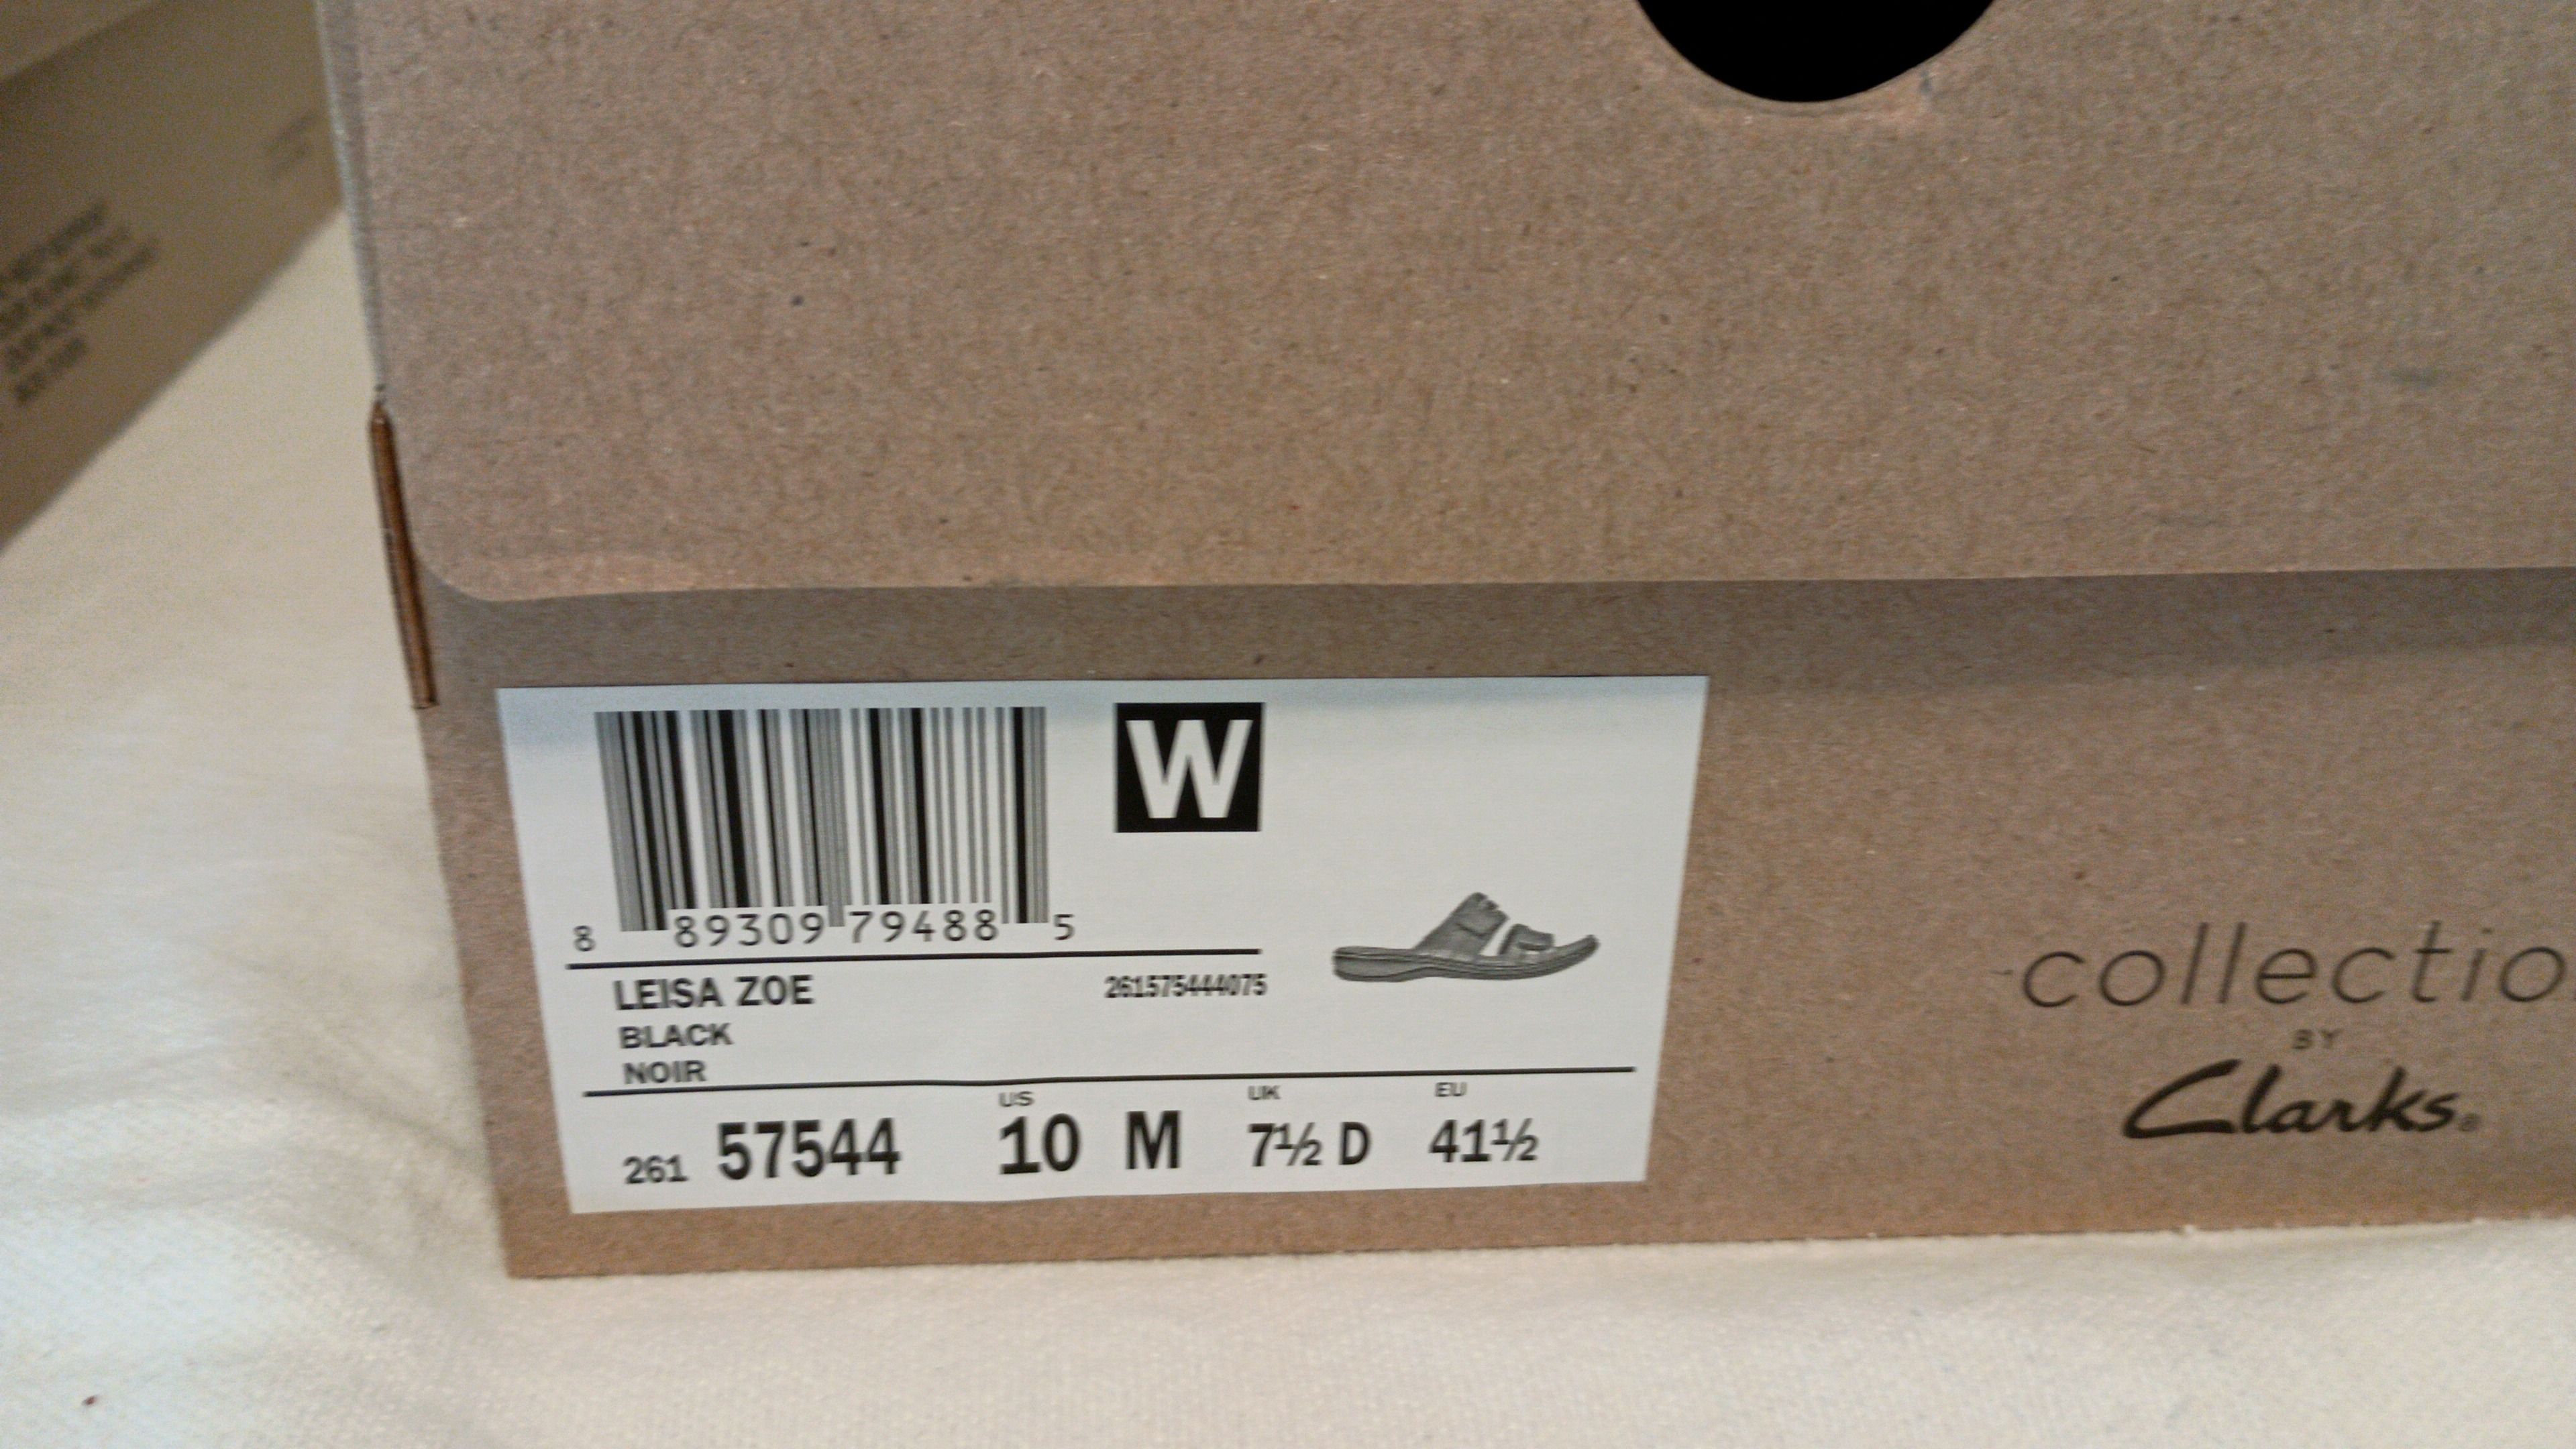 W
8 89309 79488 5
LEISA ZOE 261575444075
BLACK
NOIR
US UK EU
261 57544 10 M 7½ D 41½
collectio
BY
Clarks®